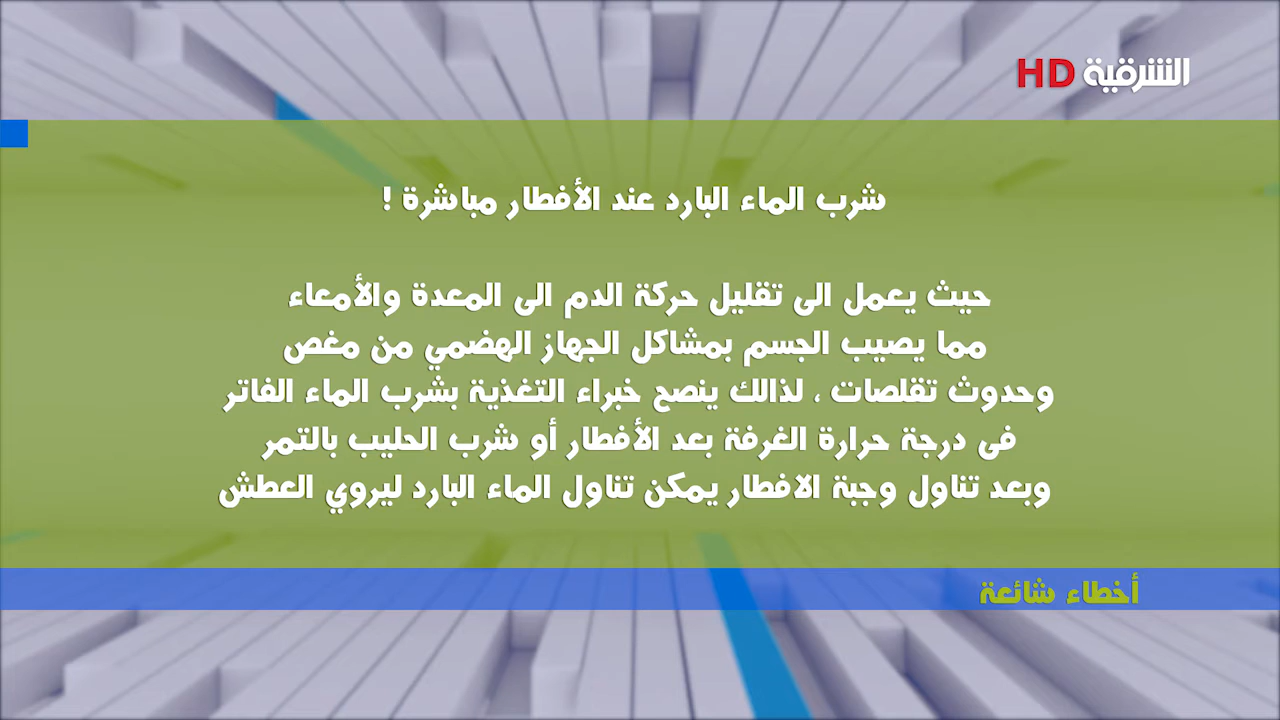 الشرقية HD
شرب الماء البارد عند الأفطار مباشرة !
حيث يعمل الى تقليل حركة الدم الى المعدة والأمعاء
مما يصيب الجسم بمشاكل الجهاز الهضمي من مغص
وحدوث تقلصات ، لذالك ينصح خبراء التغذية بشرب الماء الفاتر
فى درجة حرارة الغرفة بعد الأفطار أو شرب الحليب بالتمر
وبعد تناول وجبة الافطار يمكن تناول الماء البارد ليروي العطش
أخطاء شائعة